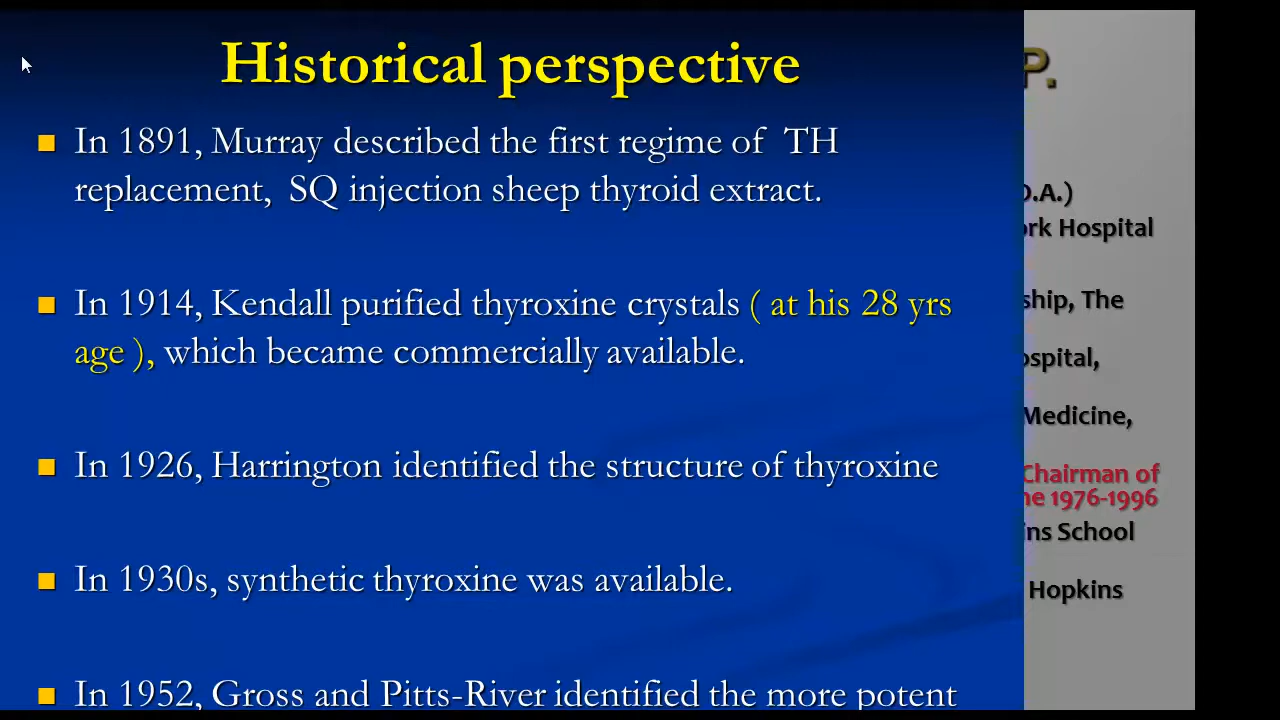 Historical perspective
In 1891, Murray described the first regime of TH
replacement, SQ injection sheep thyroid extract.
In 1914, Kendall purified thyroxine crystals ( at his 28 yrs
age ), which became commercially available.
In 1926, Harrington identified the structure of thyroxine
In 1930s, synthetic thyroxine was available.
In 1952, Gross and Pitts-River identified the more potent
P.
O.A.)
ork Hospital
ship, The
ospital,
Medicine,
Chairman of
ne 1976-1996
ins School
Hopkins